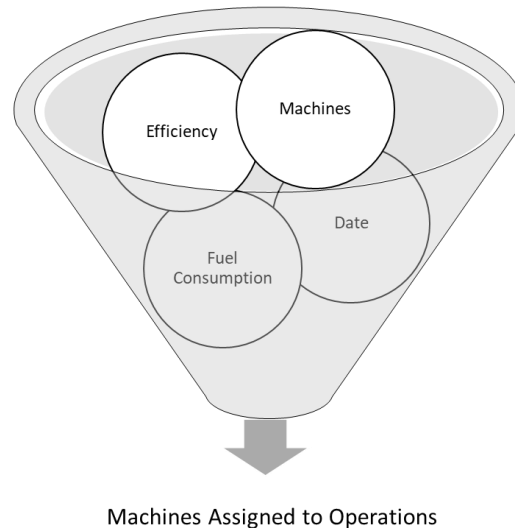 Machines
Efficiency
Date
Fuel
Consumption
Machines Assigned to Operations